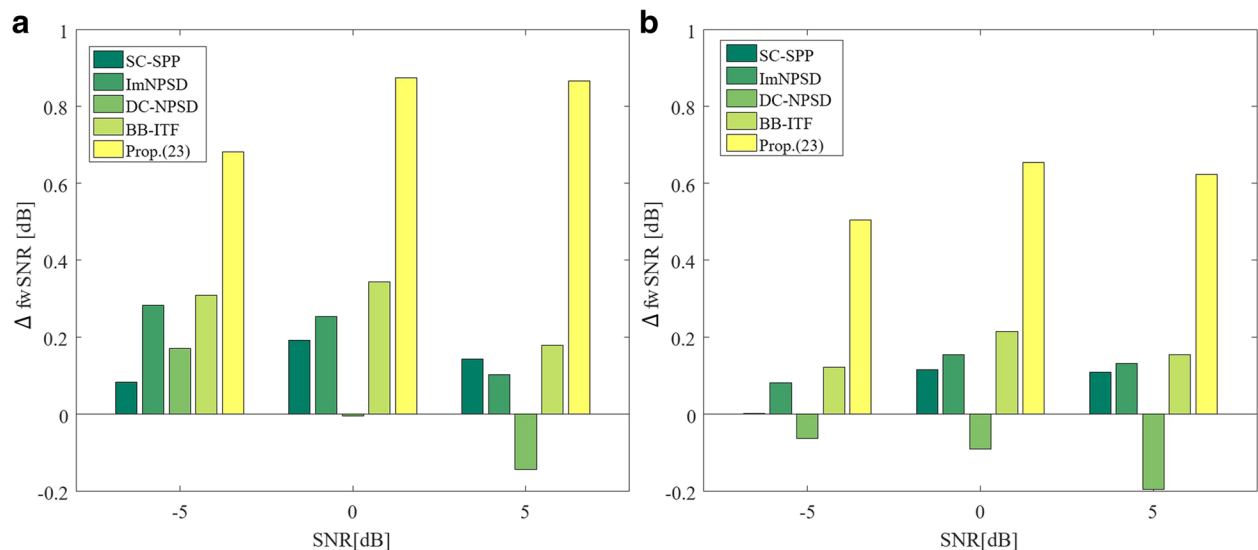 a
1
0.8
0.6
0.4
0.2
0
-0.2
Δ fwSNR [dB]
SC-SPP
ImNPSD
DC-NPSD
BB-ITF
Prop.(23)
-5
0
5
SNR[dB]
b
1
0.8
0.6
0.4
0.2
0
-0.2
Δ fwSNR [dB]
SC-SPP
ImNPSD
DC-NPSD
BB-ITF
Prop.(23)
-5
0
5
SNR[dB]